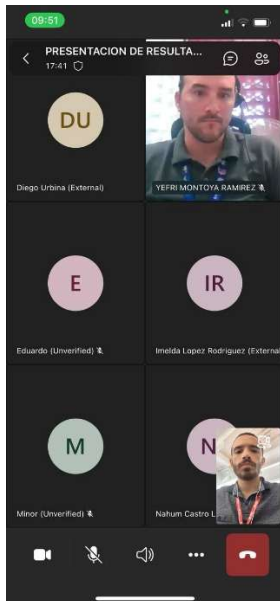 09:51
PRESENTACION DE RESULTA...
17:41
DU
Diego Urbina (External)
YEFRI MONTOYA RAMIREZ
E
Eduardo (Unverified)
IR
Imelda Lopez Rodriguez (External
M
Minor (Unverified)
N
Nahum Castro L